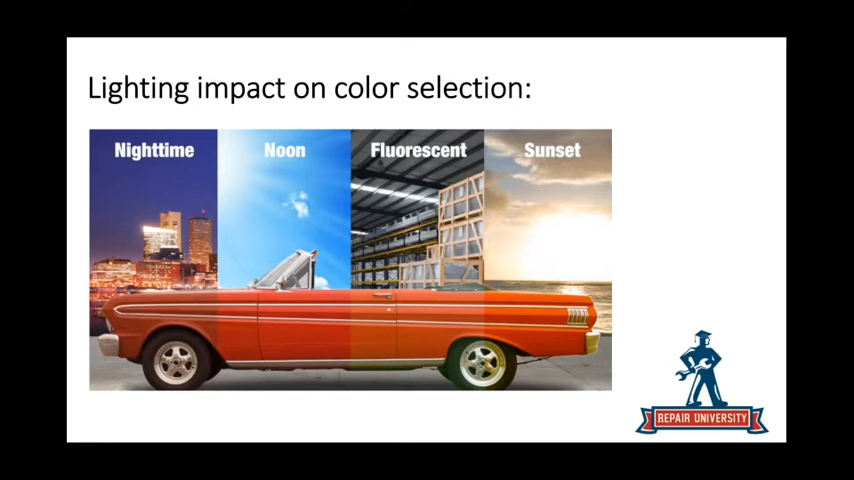 Lighting impact on color selection:
Nighttime
Noon
Fluorescent
Sunset
REPAIR UNIVERSITY